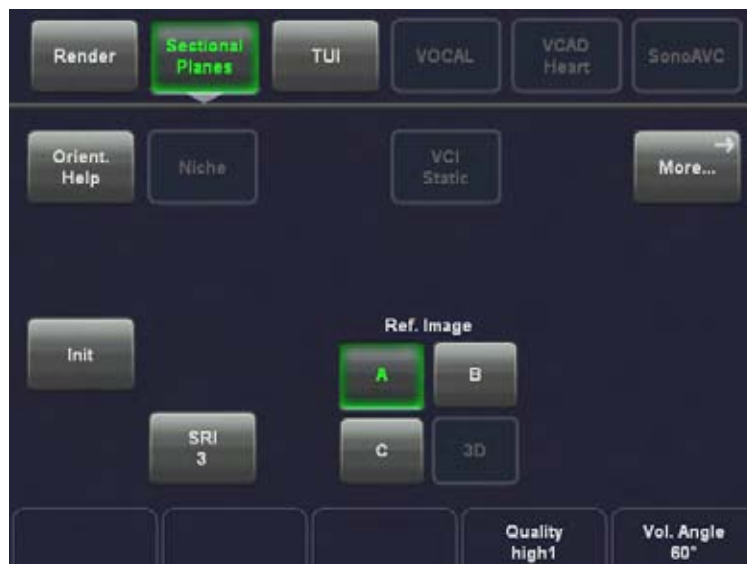 Render
Sectional
Planes
TUI
VOCAL
VCAD
Heart
SonoAVC
Orient.
Help
Niche
VCI
Static
More...
Init
Ref. Image
A
B
SRI
3
C
3D
Quality
high1
Vol. Angle
60°